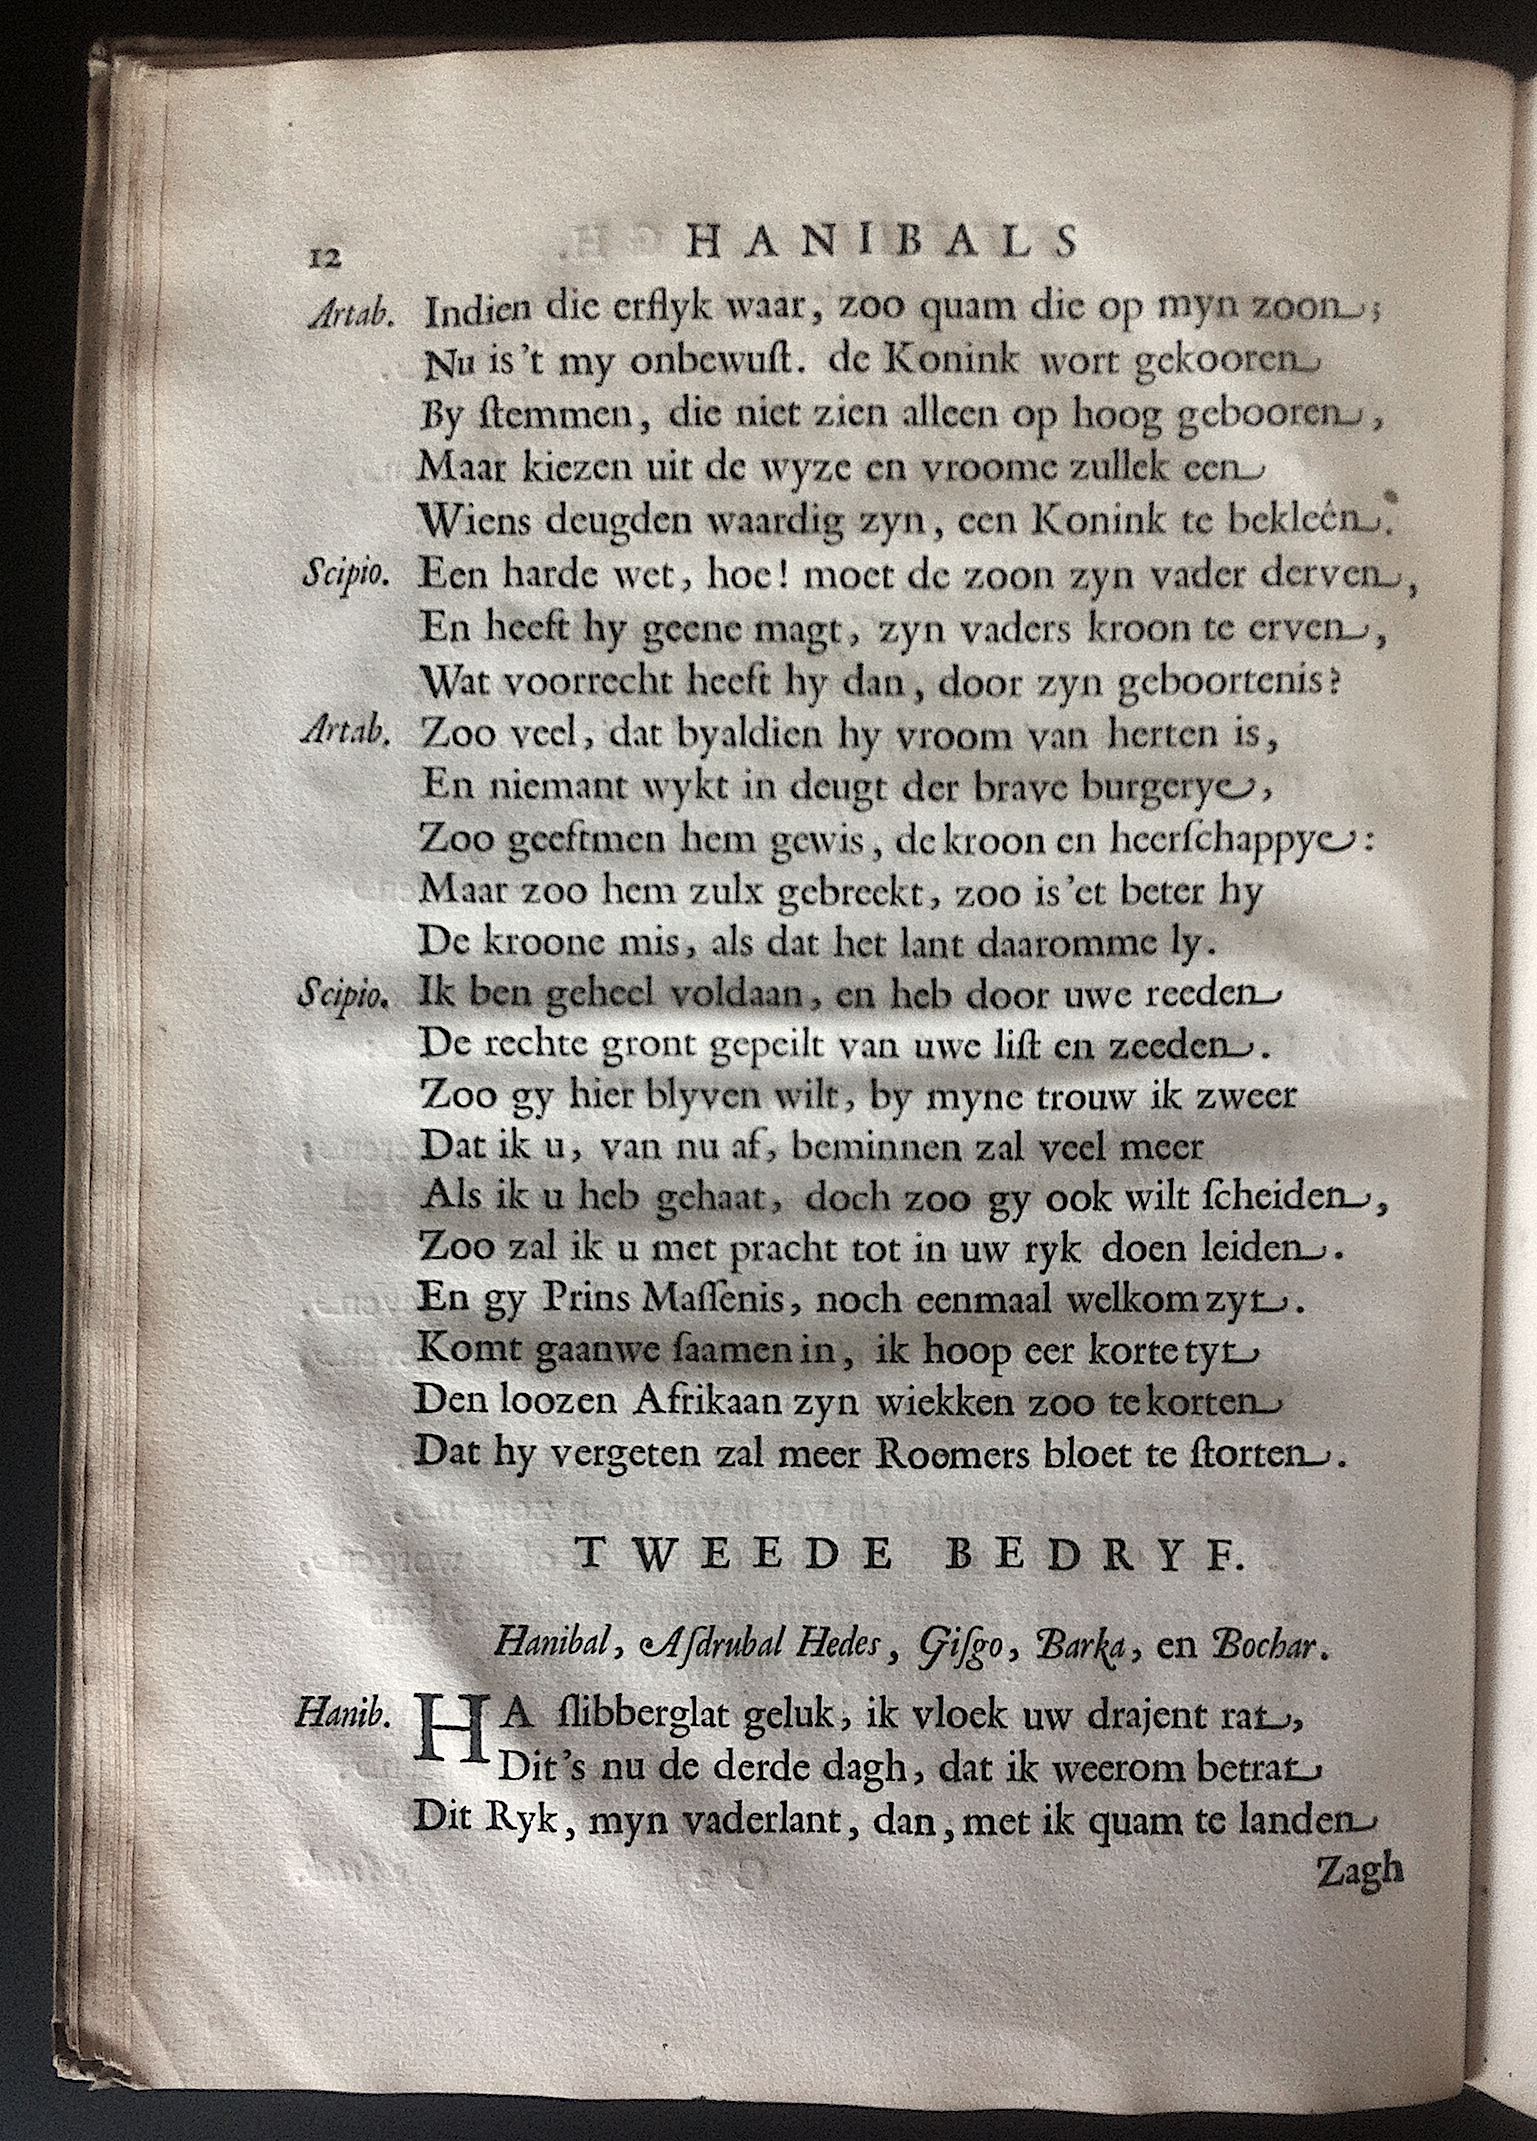 12 HANIBALS
Artab. Indien die erflyk waar, zoo quam die op myn zoon;
Nu is 't my onbewuſt. de Konink wort gekooren
By ſtemmen, die niet zien alleen op hoog gebooren,
Maar kiezen uit de wyze en vroome zullek een
Wiens deugden waardig zyn, een Konink te bekleên.
Scipio. Een harde wet, hoe! moet de zoon zyn vader derven,
En heeft hy geene magt, zyn vaders kroon te erven,
Wat voorrecht heeft hy dan, door zyn geboortenis?
Artab. Zoo veel, dat byaldien hy vroom van herten is,
En niemant wykt in deugt der brave burgerye,
Zoo geeftmen hem gewis, de kroon en heerſchappye:
Maar zoo hem zulx gebreekt, zoo is 'et beter hy
De kroone mis, als dat het lant daaromme ly.
Scipio. Ik ben geheel voldaan, en heb door uwe reeden
De rechte gront gepeilt van uwe liſt en zeeden.
Zoo gy hier blyven wilt, by myne trouw ik zweer
Dat ik u, van nu af, beminnen zal veel meer
Als ik u heb gehaat, doch zoo gy ook wilt ſcheiden,
Zoo zal ik u met pracht tot in uw ryk doen leiden.
En gy Prins Maſſenis, noch eenmaal welkom zyt.
Komt gaanwe ſaamen in, ik hoop eer korte tyt
Den loozen Afrikaan zyn wiekken zoo te korten
Dat hy vergeten zal meer Roomers bloet te ſtorten.
TWEEDE BEDRYF.
Hanibal, Aſdrubal Hedes, Giſgo, Barka, en Bochar.
Hanib. HA ſlibberglat geluk, ik vloek uw drajent rat,
Dit's nu de derde dagh, dat ik weerom betrat
Dit Ryk, myn vaderlant, dan, met ik quam te landen
Zagh